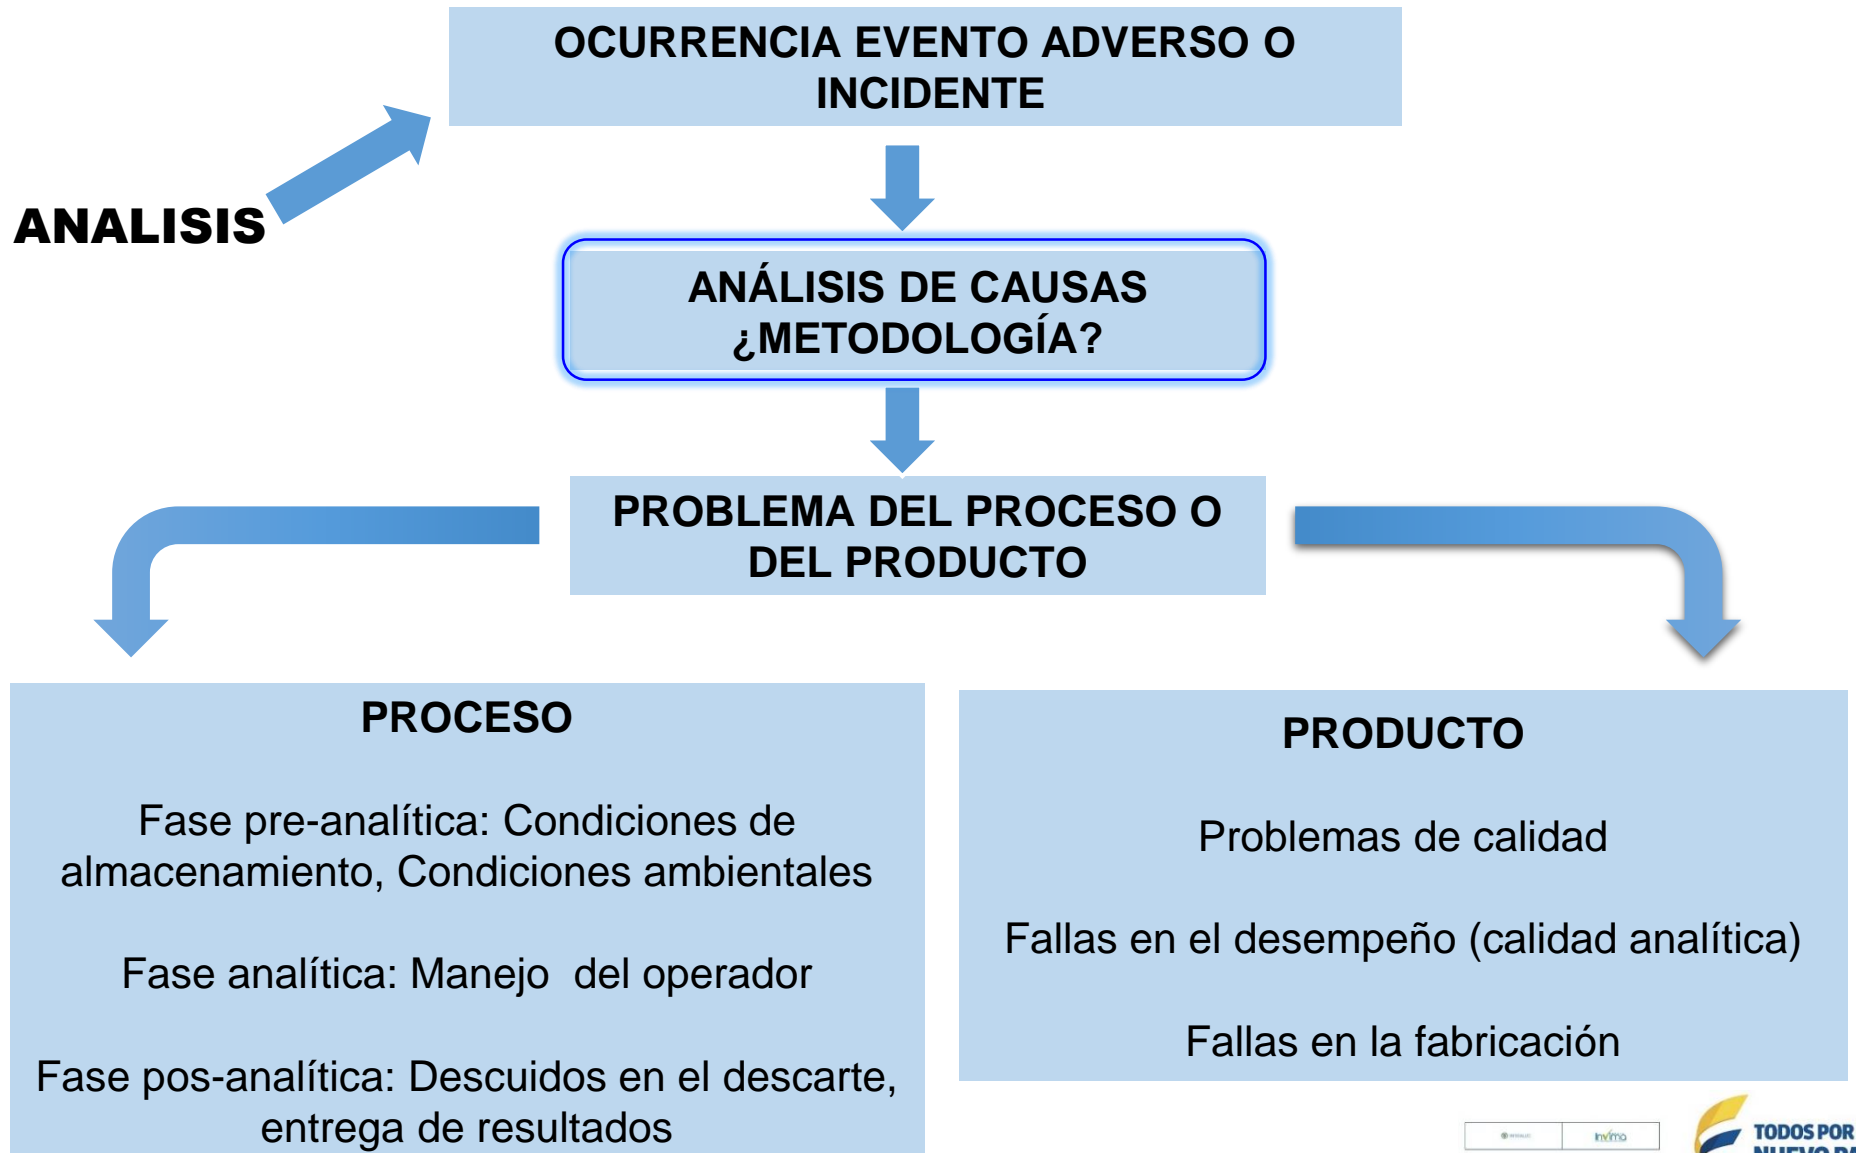 OCURRENCIA EVENTO ADVERSO O
INCIDENTE
ANALISIS
ANÁLISIS DE CAUSAS
¿METODOLOGÍA?
PROBLEMA DEL PROCESO O
DEL PRODUCTO
PROCESO
Fase pre-analítica: Condiciones de
almacenamiento, Condiciones ambientales
Fase analítica: Manejo  del operador
Fase pos-analítica: Descuidos en el descarte,
entrega de resultados
PRODUCTO
Problemas de calidad
Fallas en el desempeño (calidad analítica)
Fallas en la fabricación
invima
TODOS POR
NUEVO